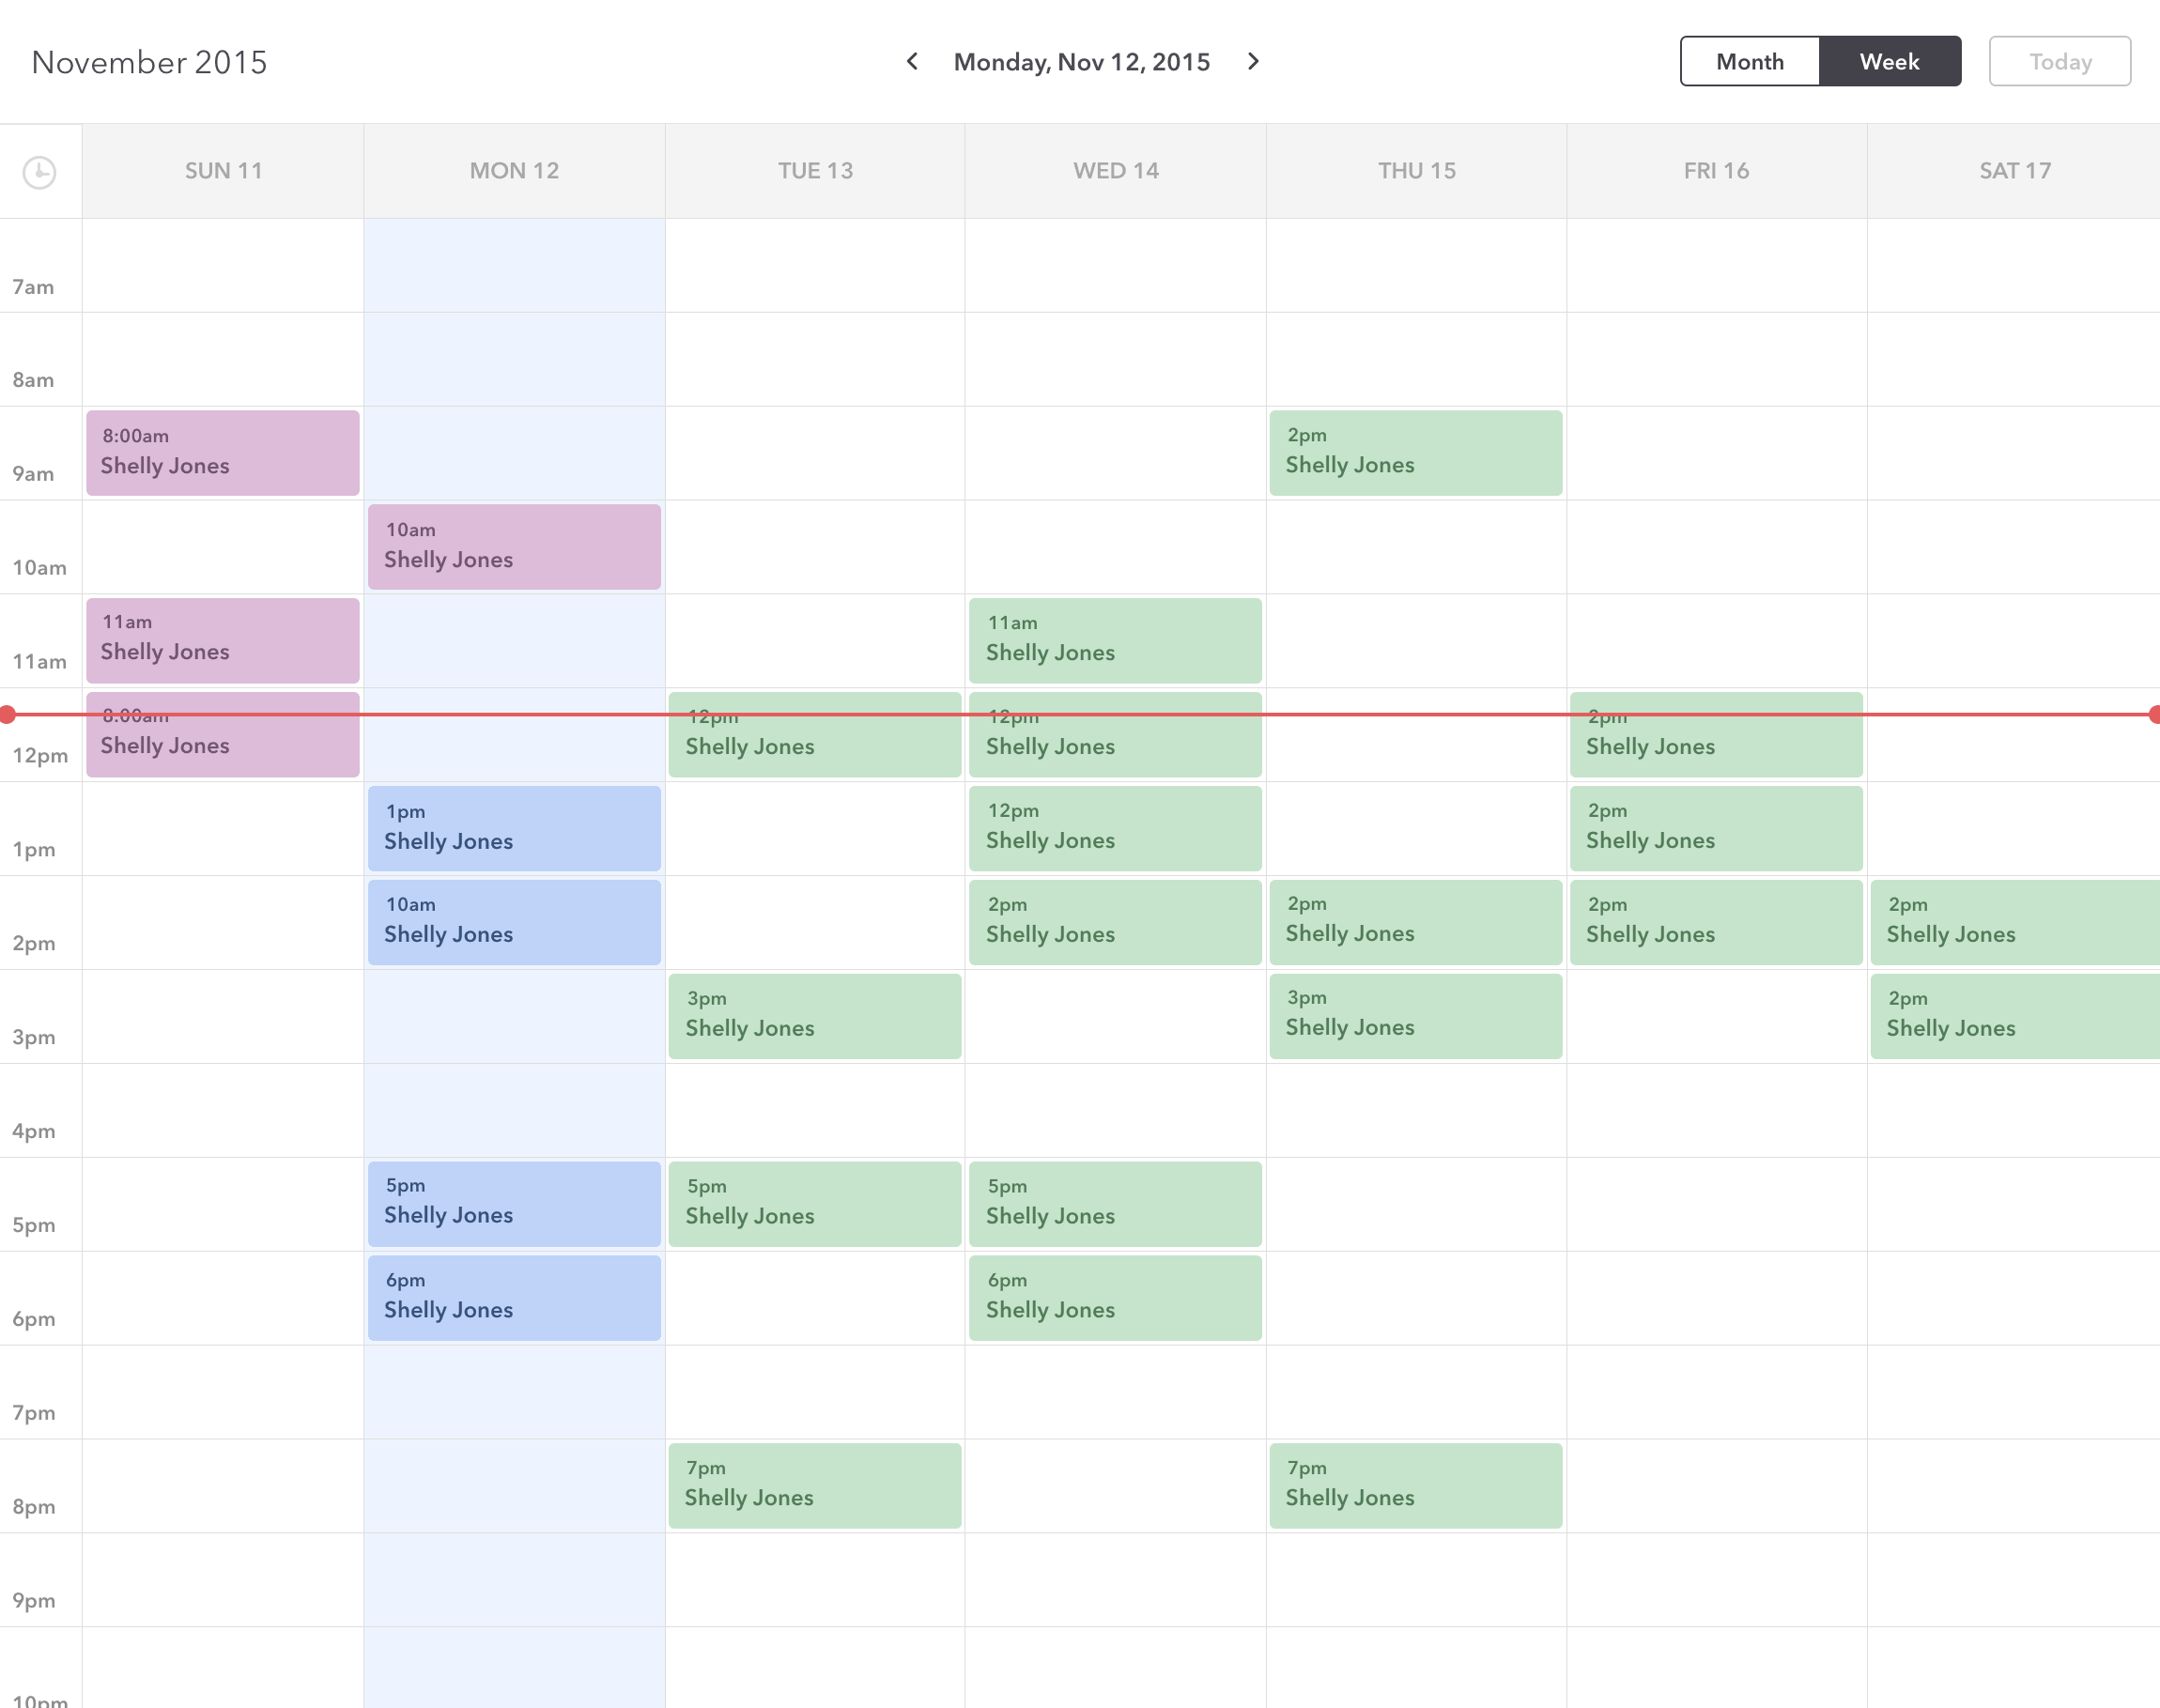 November 2015
Monday, Nov 12, 2015
Month
Week
Today
SUN 11
MON 12
TUE 13
WED 14
THU 15
FRI 16
SAT 17
7am
8am
9am
8:00am
Shelly Jones
2pm
Shelly Jones
10am
10am
Shelly Jones
11am
11am
Shelly Jones
11am
Shelly Jones
12pm
8:00am
Shelly Jones
12pm
Shelly Jones
12pm
Shelly Jones
2pm
Shelly Jones
1pm
1pm
Shelly Jones
12pm
Shelly Jones
2pm
Shelly Jones
2pm
10am
Shelly Jones
2pm
Shelly Jones
2pm
Shelly Jones
2pm
Shelly Jones
2pm
Shelly Jones
3pm
3pm
Shelly Jones
3pm
Shelly Jones
2pm
Shelly Jones
4pm
5pm
5pm
Shelly Jones
5pm
Shelly Jones
5pm
Shelly Jones
6pm
6pm
Shelly Jones
6pm
Shelly Jones
7pm
8pm
7pm
Shelly Jones
7pm
Shelly Jones
9pm
10pm